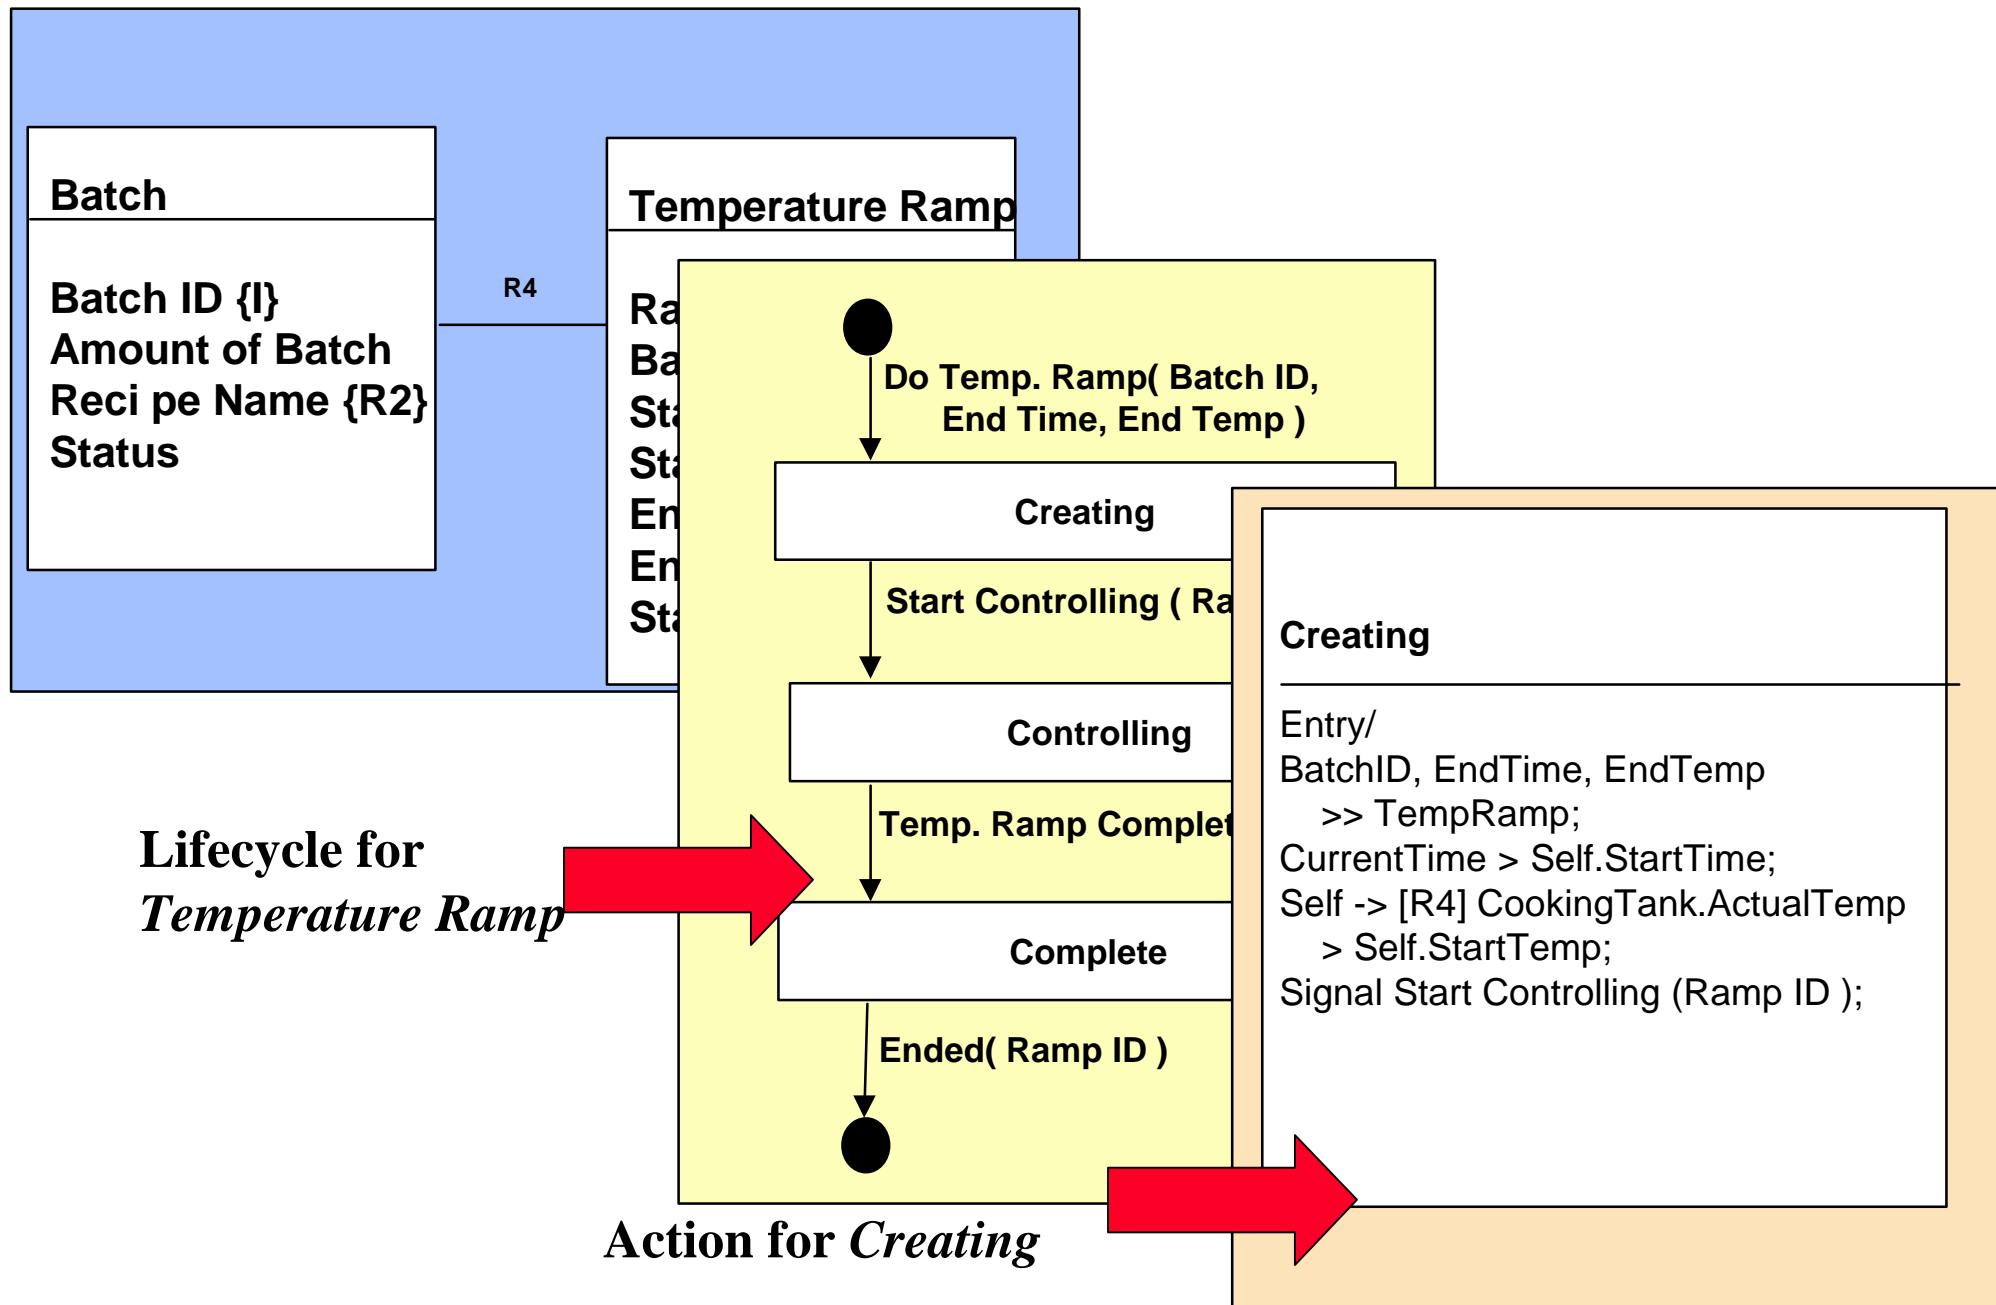 Batch
Batch ID {I}
Amount of Batch
Reci pe Name {R2}
Status
R4
Temperature Ramp
Ra
Ba
Sta
Sta
En
En
Sta
Do Temp. Ramp( Batch ID,
End Time, End Temp )
Creating
Start Controlling ( Ra
Controlling
Temp. Ramp Complet
Complete
Ended( Ramp ID )
Creating
Entry/
BatchID, EndTime, EndTemp
>> TempRamp;
CurrentTime > Self.StartTime;
Self -> [R4] CookingTank.ActualTemp
> Self.StartTemp;
Signal Start Controlling (Ramp ID );
Lifecycle for
Temperature Ramp
Action for Creating